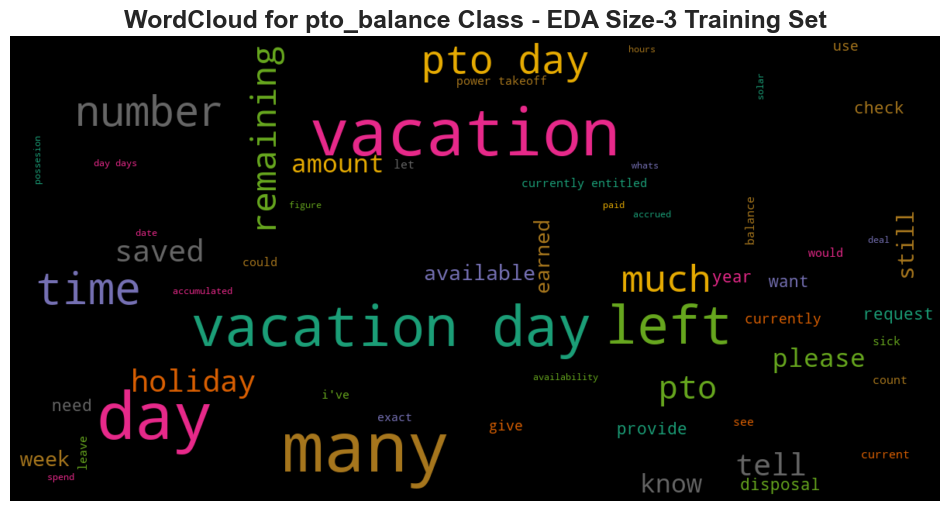 WordCloud for pto_balance Class - EDA Size-3 Training Set
hours
use
pto day
power takeoff
solar
number
check
remaining
vacation
possesion
day days
amount
let
whats
currently entitled
figure
paid
accrued
balance
date
earned
still
deal
saved
could
would
available
time
much
year
want
accumulated
vacation day
left
currently
request
sick
please
holiday
availability
count
i've
pto
need
day
exact
give
provide
see
many
week
leave
current
tell
spend
know
disposal